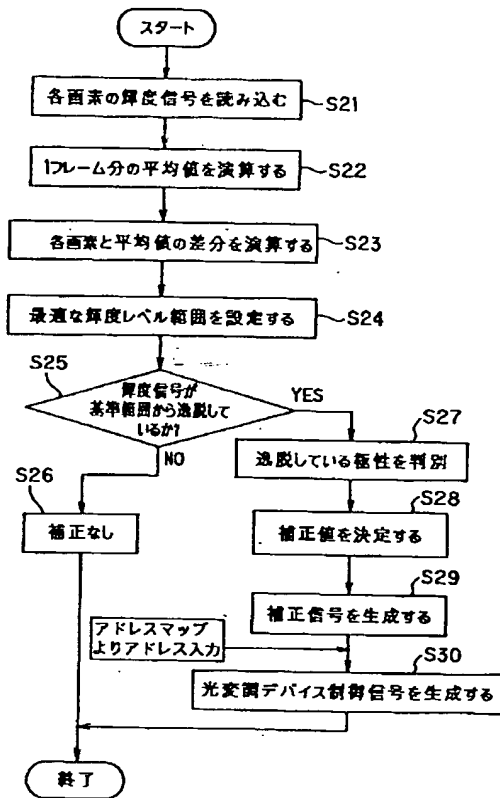 スタート
各画素の輝度信号を読み込む
S21
1フレーム分の平均値を演算する
S22
各画素と平均値の差分を演算する
S23
最適な輝度レベル範囲を設定する
S24
S25
輝度信号が
基準範囲から逸脱して
いるか?
YES
NO
S27
逸脱している極性を判別
S26
補正なし
S28
補正値を決定する
S29
補正信号を生成する
アドレスマップ
よりアドレス入力
S30
光変調デバイス制御信号を生成する
終了